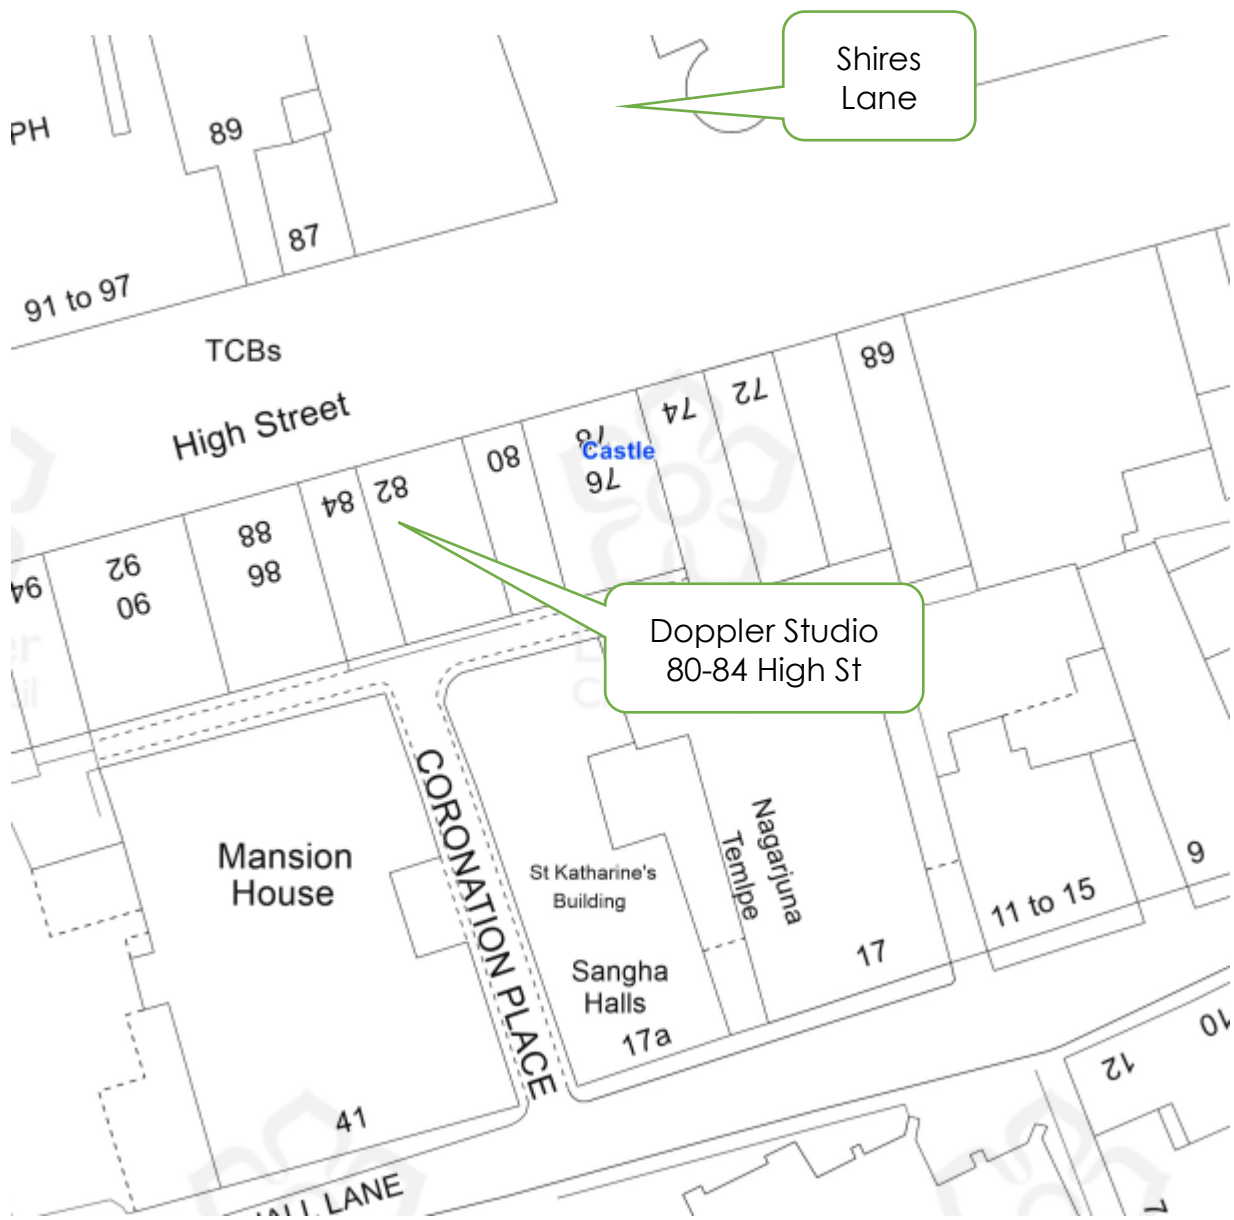 Shires
Lane
PH
89
87
91 to 97
TCBs
High Street
68
72
74
78
Castle
76
80
82
84
88
86
92
90
94
Doppler Studio
80-84 High St
CORONATION PLACE
Mansion
House
St Katharine's
Building
Nagarjuna
Temlpe
Sangha
Halls
17a
17
11 to 15
9
41
10
12
7
LANE